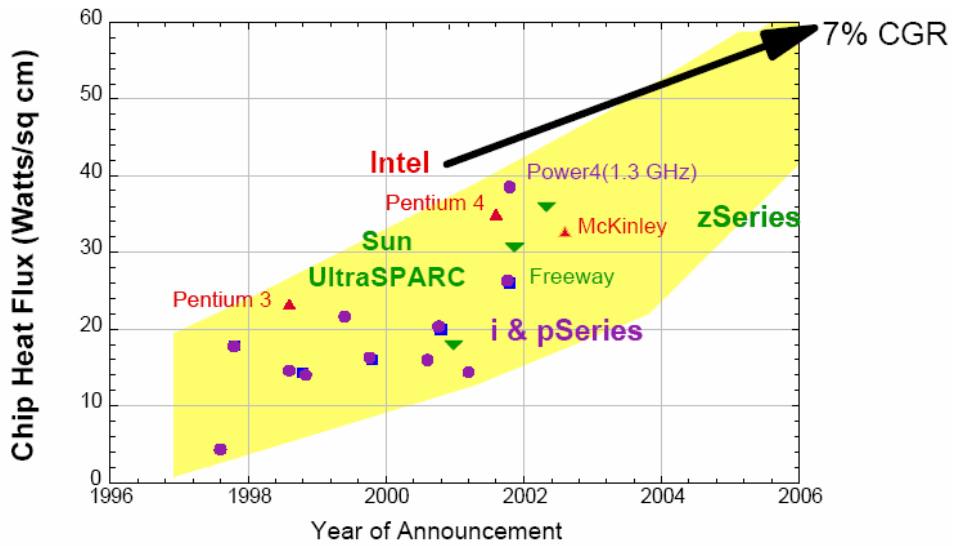 Chip Heat Flux (Watts/sq cm)
60
50
40
30
20
10
0
7% CGR
Intel
Power4(1.3 GHz)
Pentium 4
McKinley
zSeries
Sun
UltraSPARC
Freeway
Pentium 3
i & pSeries
1996
1998
2000
2002
2004
2006
Year of Announcement